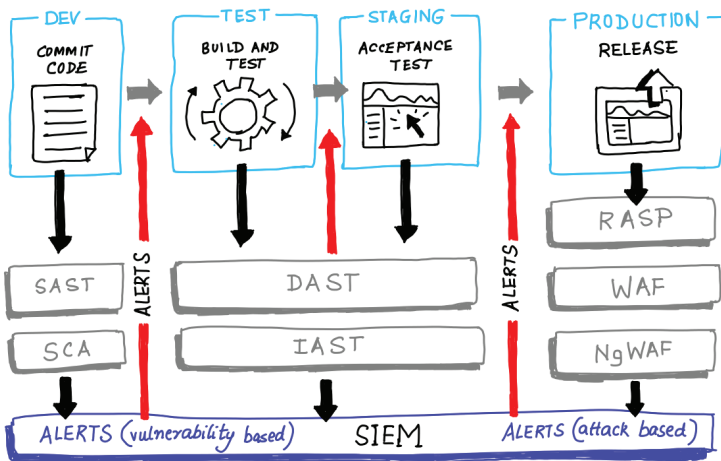 DEV
TEST
STAGING
PRODUCTION
COMMIT
CODE
BUILD AND
TEST
ACCEPTANCE
TEST
RELEASE
ALERTS
ALERTS
RASP
SAST
DAST
WAF
SCA
IAST
NgWAF
ALERTS (vulnerability based)
SIEM
ALERTS (attack based)